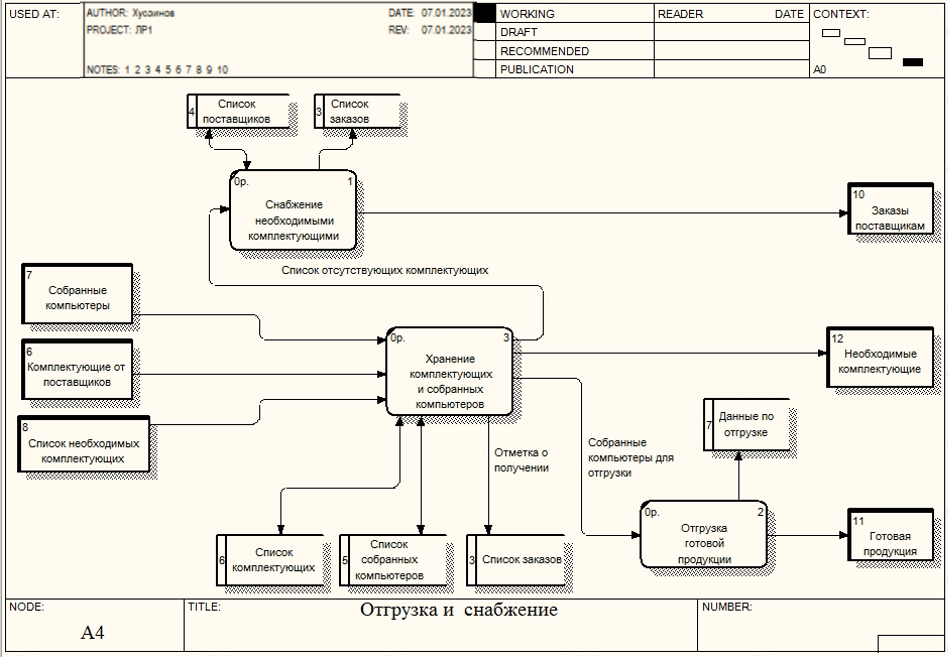 USED AT:
AUTHOR: Хусаинов
DATE: 07.01.2023
PROJECT: ЛР1
REV: 07.01.2023
NOTES: 1 2 3 4 5 6 7 8 9 10
WORKING
DRAFT
RECOMMENDED
PUBLICATION
READER DATE
CONTEXT:
A0
4
Список
поставщиков
3
Список
заказов
0р. 1
Снабжение
необходимыми
комплектующими
10
Заказы
поставщикам
Список отсутствующих комплектующих
7
Собранные
компьютеры
6
Комплектующие от
поставщиков
8
Список необходимых
комплектующих
0р. 3
Хранение
комплектующих
и собранных
компьютеров
12
Необходимые
комплектующие
7
Данные по
отгрузке
Отметка о
получении
Собранные
компьютеры для
отгрузки
0р. 2
Отгрузка
готовой
продукции
11
Готовая
продукция
6
Список
комплектующих
5
Список
собранных
компьютеров
3
Список заказов
NODE:
A4
TITLE:
Отгрузка и снабжение
NUMBER: